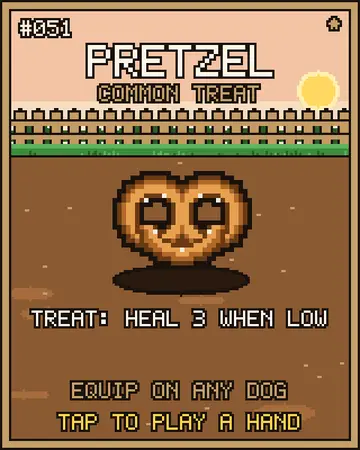 #051
PRETZEL
COMMON TREAT
TREAT: HEAL 3 WHEN LOW
EQUIP ON ANY DOG
TAP TO PLAY A HAND